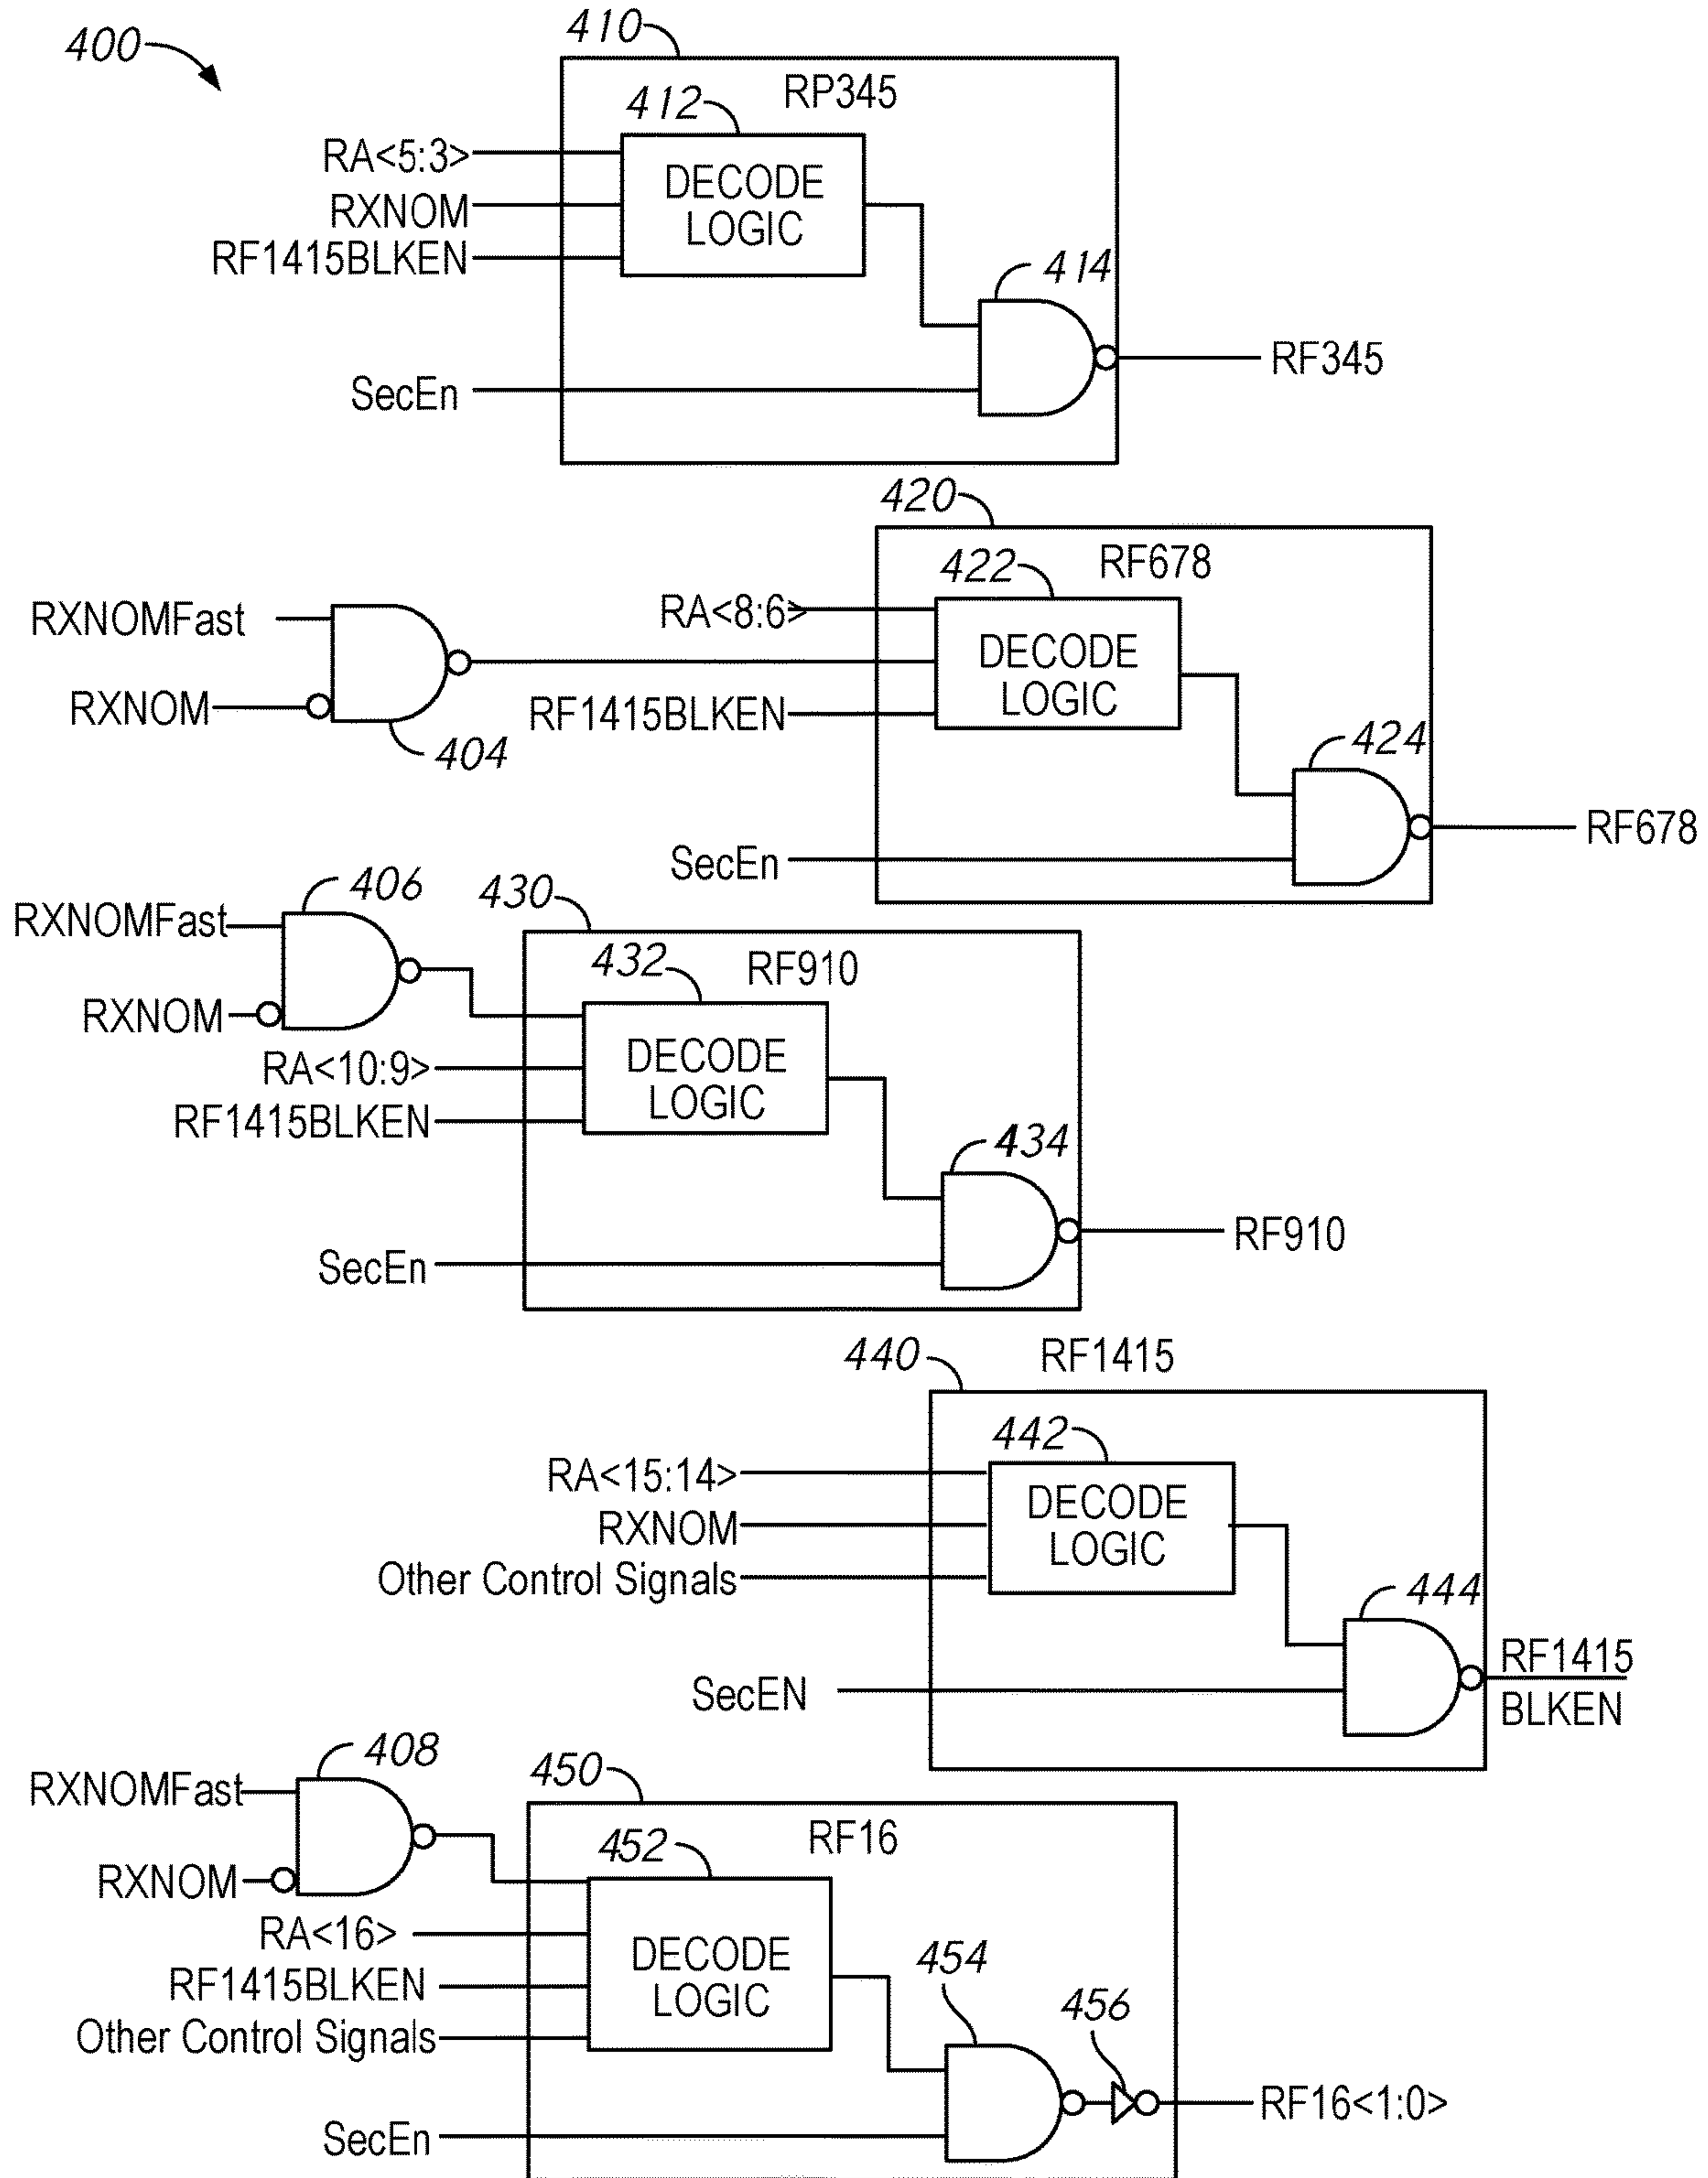 400
410
RP345
412
RA<5:3>
DECODE
LOGIC
RXNOM
RF1415BLKEN
414
RF345
SecEn
420
RF678
422
RXNOMFast
RA<8:6>
DECODE
LOGIC
RXNOM
RF1415BLKEN
404
424
RF678
SecEn
406
430
RXNOMFast
432
RF910
RXNOM
DECODE
LOGIC
RA<10:9>
RF1415BLKEN
434
RF910
SecEn
440
RF1415
442
RA<15:14>
DECODE
LOGIC
RXNOM
Other Control Signals
444
RF1415
BLKEN
SecEN
408
450
RXNOMFast
RF16
452
RXNOM
RA<16>
DECODE
LOGIC
454
RF1415BLKEN
456
Other Control Signals
RF16<1:0>
SecEn